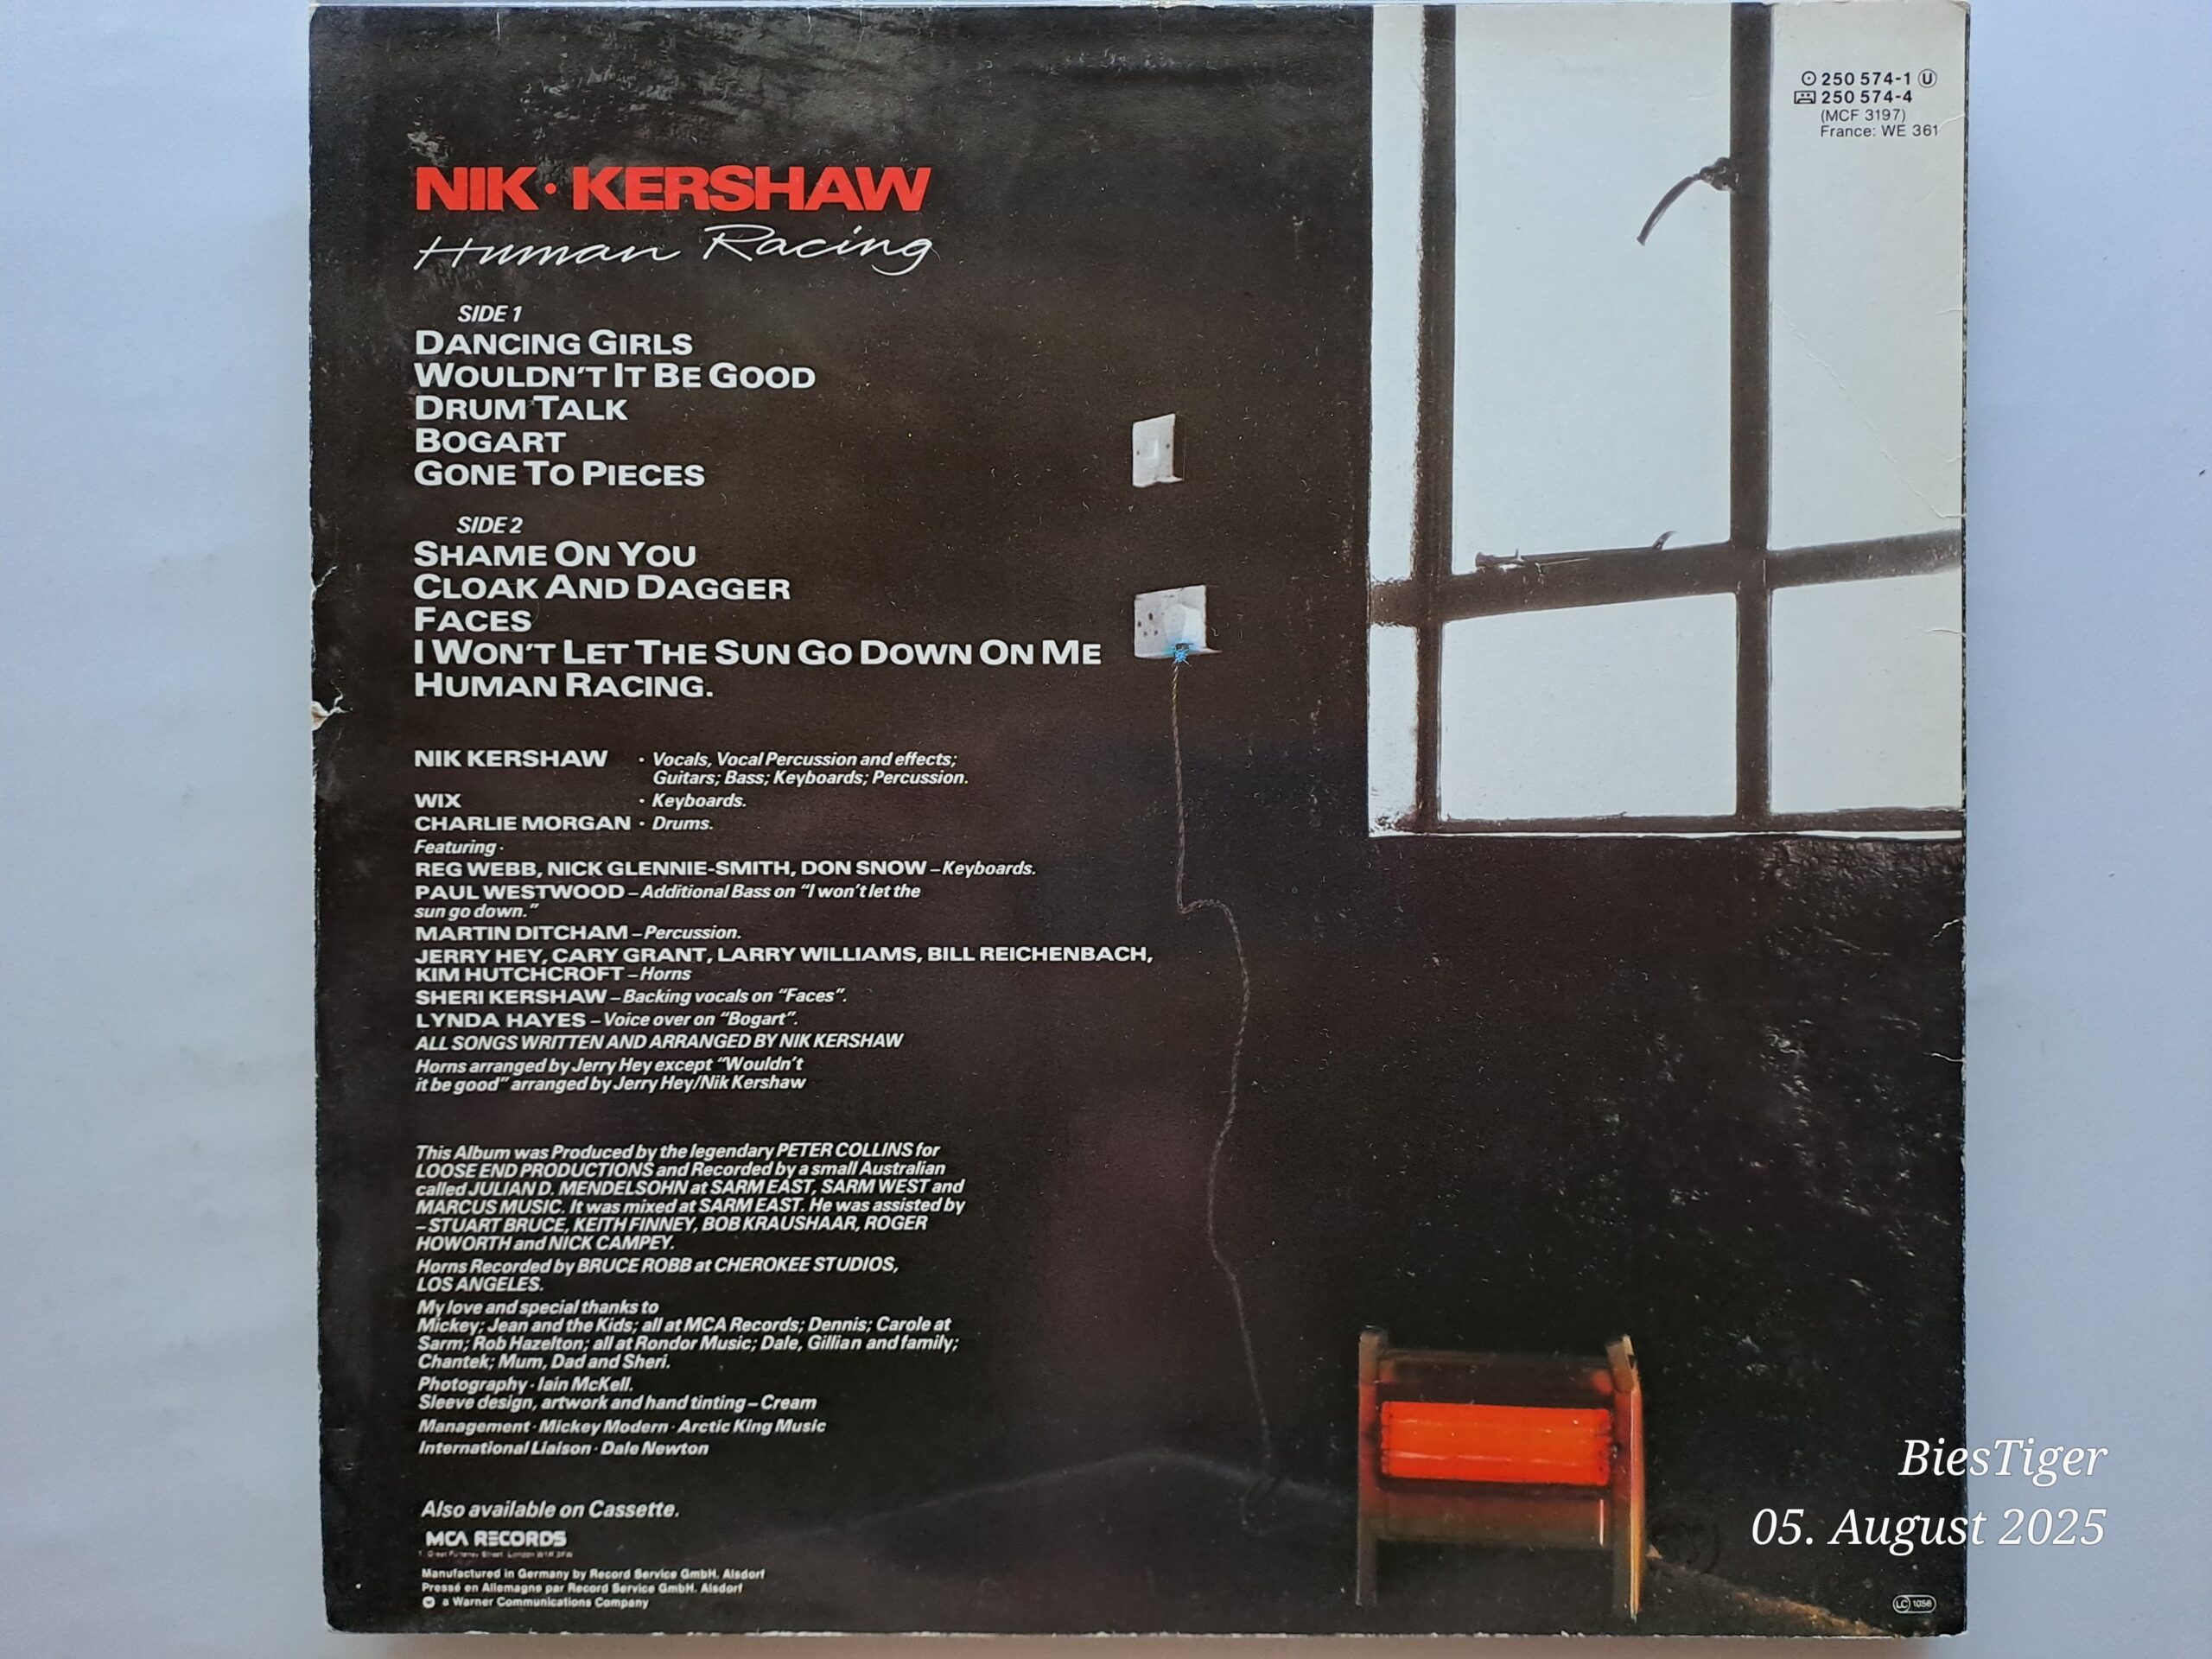 250 574-1 U
250 574-4
(MCF 3197)
France: WE 361
NIK · KERSHAW
Human Racing
SIDE 1
DANCING GIRLS
WOULDN'T IT BE GOOD
DRUM TALK
BOGART
GONE TO PIECES
SIDE 2
SHAME ON YOU
CLOAK AND DAGGER
FACES
I WON'T LET THE SUN GO DOWN ON ME
HUMAN RACING.
NIK KERSHAW · Vocals, Vocal Percussion and effects;
Guitars; Bass; Keyboards; Percussion.
WIX · Keyboards.
CHARLIE MORGAN · Drums.
Featuring ·
REG WEBB, NICK GLENNIE-SMITH, DON SNOW – Keyboards.
PAUL WESTWOOD – Additional Bass on "I won't let the
sun go down."
MARTIN DITCHAM – Percussion.
JERRY HEY, CARY GRANT, LARRY WILLIAMS, BILL REICHENBACH,
KIM HUTCHCROFT – Horns
SHERI KERSHAW – Backing vocals on "Faces".
LYNDA HAYES – Voice over on "Bogart".
ALL SONGS WRITTEN AND ARRANGED BY NIK KERSHAW
Horns arranged by Jerry Hey except "Wouldn't
it be good" arranged by Jerry Hey/Nik Kershaw
This Album was Produced by the legendary PETER COLLINS for
LOOSE END PRODUCTIONS and Recorded by a small Australian
called JULIAN D. MENDELSOHN at SARM EAST, SARM WEST and
MARCUS MUSIC. It was mixed at SARM EAST. He was assisted by
– STUART BRUCE, KEITH FINNEY, BOB KRAUSHAAR, ROGER
HOWORTH and NICK CAMPEY.
Horns Recorded by BRUCE ROBB at CHEROKEE STUDIOS,
LOS ANGELES.
My love and special thanks to
Mickey; Jean and the Kids; all at MCA Records; Dennis; Carole at
Sarm; Rob Hazelton; all at Rondor Music; Dale, Gillian and family;
Chantek; Mum, Dad and Sheri.
Photography · Iain McKell.
Sleeve design, artwork and hand tinting – Cream
Management · Mickey Modern · Arctic King Music
International Liaison · Dale Newton
Also available on Cassette.
MCA RECORDS
1 Great Pulteney Street London W1R 3FW
Manufactured in Germany by Record Service GmbH. Alsdorf
Pressé en Allemagne par Record Service GmbH. Alsdorf
a Warner Communications Company
LC 1056
BiesTiger
05. August 2025